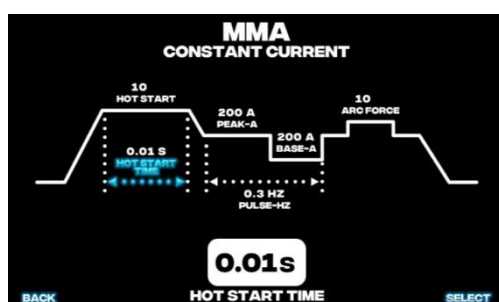 MMA
CONSTANT CURRENT
10
HOT START
200 A
PEAK-A
10
ARC FORCE
0.01 S
HOT START
TIME
200 A
BASE-A
0.3 HZ
PULSE-HZ
0.01s
HOT START TIME
BACK
SELECT